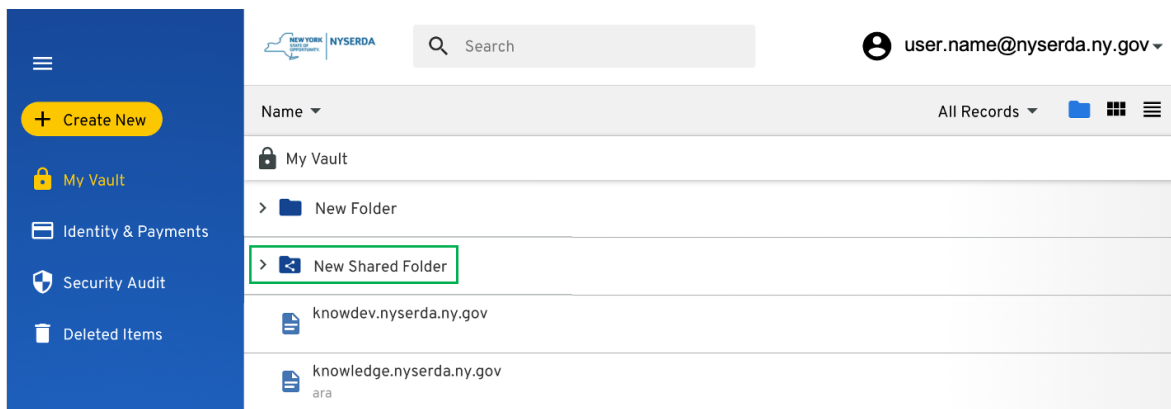 NEW YORK
STATE OF
OPPORTUNITY
NYSERDA
Search
user.name@nyserda.ny.gov
Create New
My Vault
Identity & Payments
Security Audit
Deleted Items
Name
All Records
My Vault
New Folder
New Shared Folder
knowdev.nyserda.ny.gov
knowledge.nyserda.ny.gov
ara